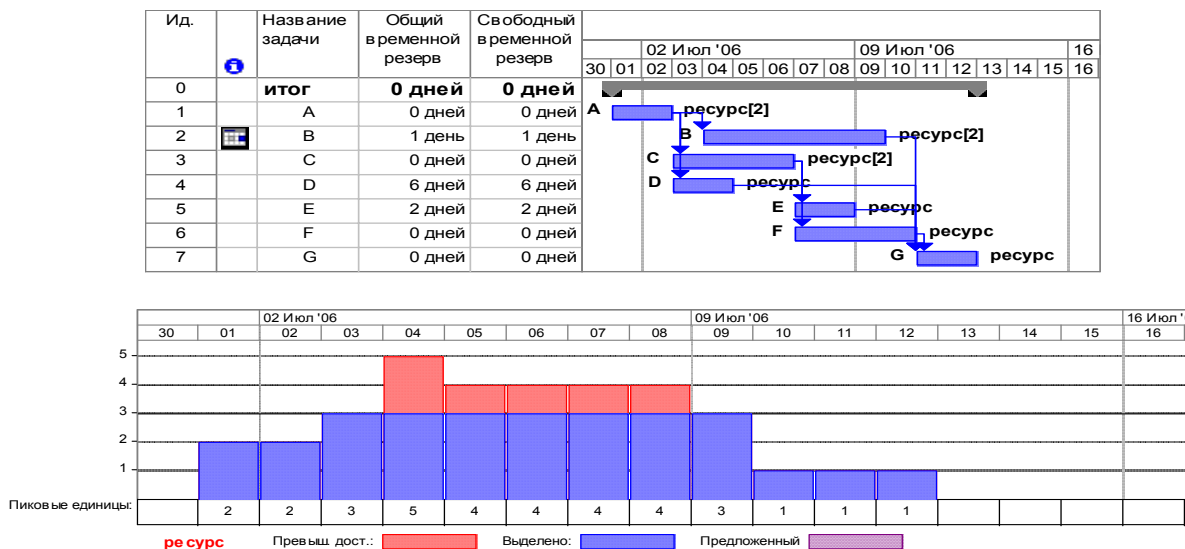 Ид. Название задачи Общий временной резерв Свободный временной резерв
02 Июл '06 09 Июл '06 16
30 01 02 03 04 05 06 07 08 09 10 11 12 13 14 15 16
0 итог 0 дней 0 дней
1 A 0 дней 0 дней A ресурс[2]
2 B 1 день 1 день B ресурс[2]
3 C 0 дней 0 дней C ресурс[2]
4 D 6 дней 6 дней D ресурс
5 E 2 дней 2 дней E ресурс
6 F 0 дней 0 дней F ресурс
7 G 0 дней 0 дней G ресурс
02 Июл '06 09 Июл '06 16 Июл '
30 01 02 03 04 05 06 07 08 09 10 11 12 13 14 15 16
5
4
3
2
1
Пиковые единицы: 2 2 3 5 4 4 4 4 3 1 1 1
ресурс Превыш. дост.: Выделено: Предложенный